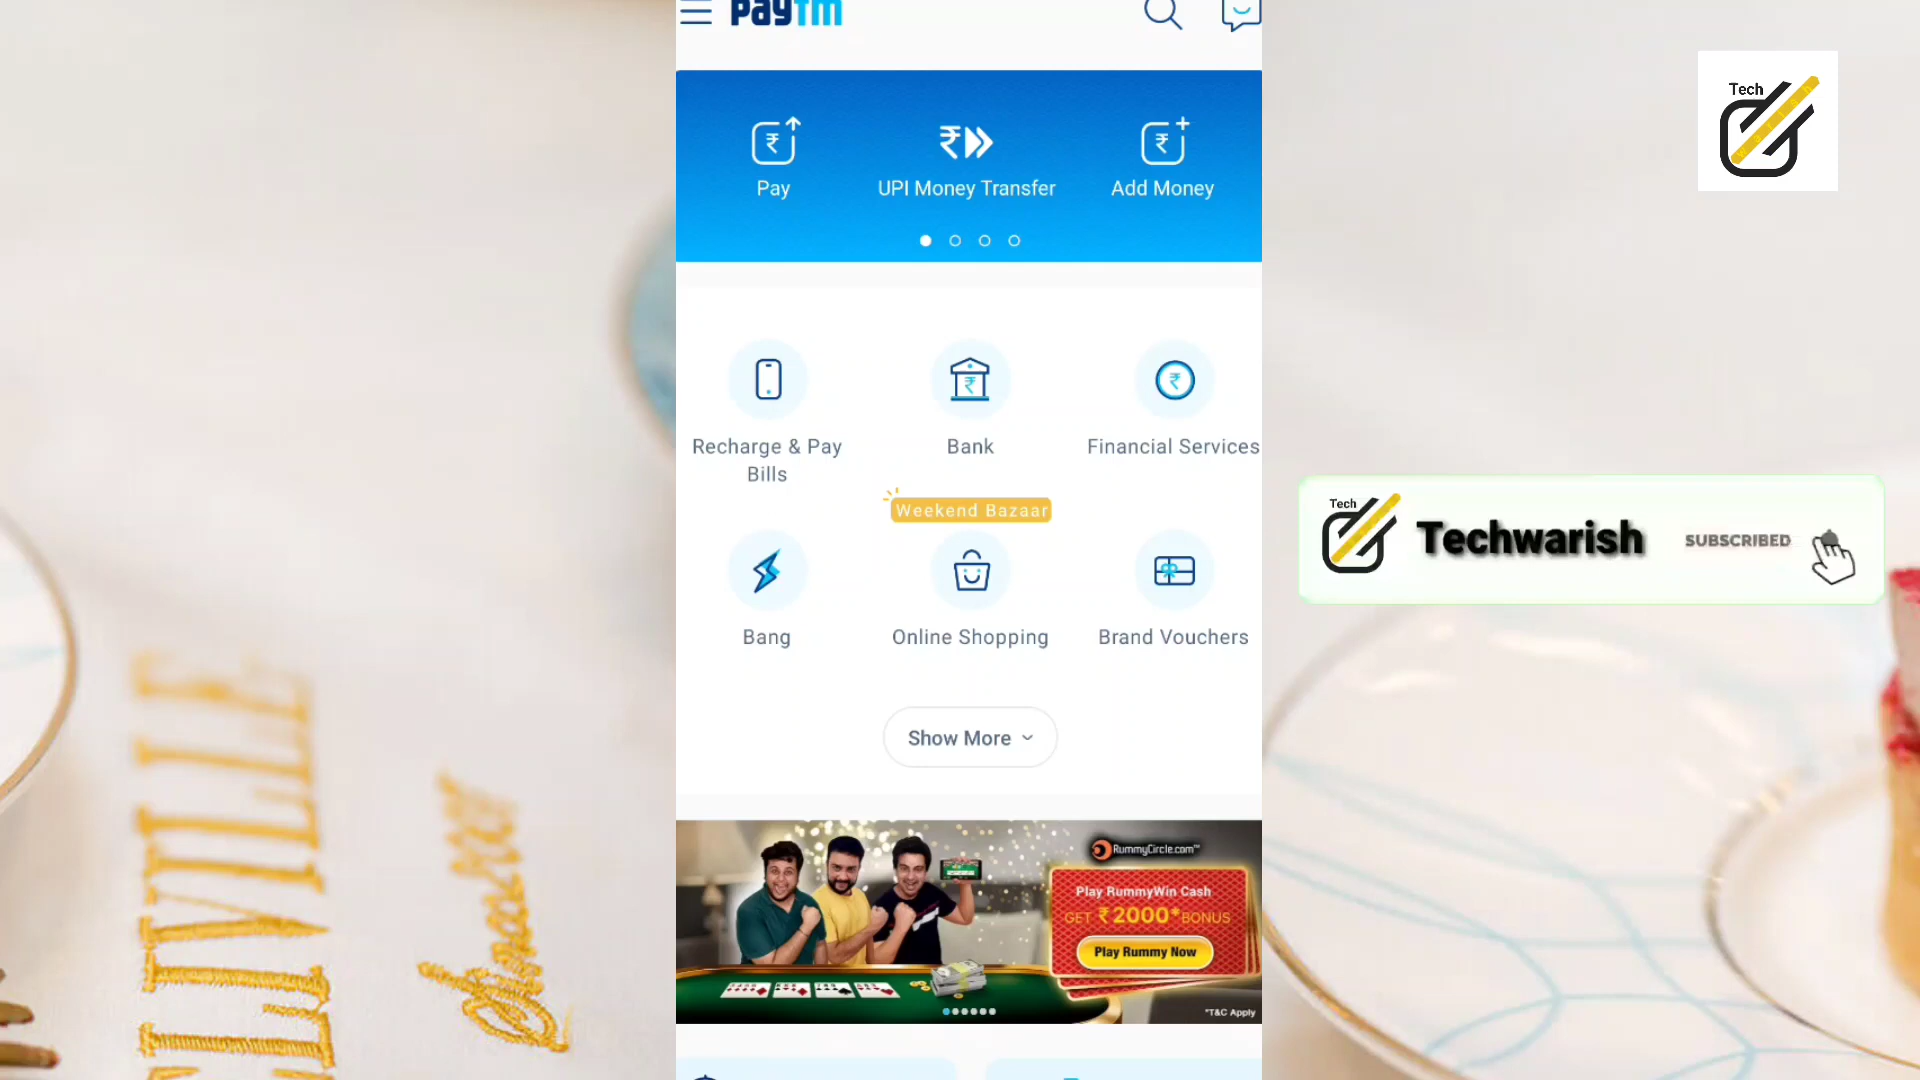 paytm
Pay
UPI Money Transfer
Add Money
Recharge & Pay
Bills
Bank
Financial Services
Weekend Bazaar
Bang
Online Shopping
Brand Vouchers
Show More
RummyCircle.com™
Play RummyWin Cash
GET ₹2000* BONUS
Play Rummy Now
*T&C Apply
Tech
Tech
Techwarish
SUBSCRIBED